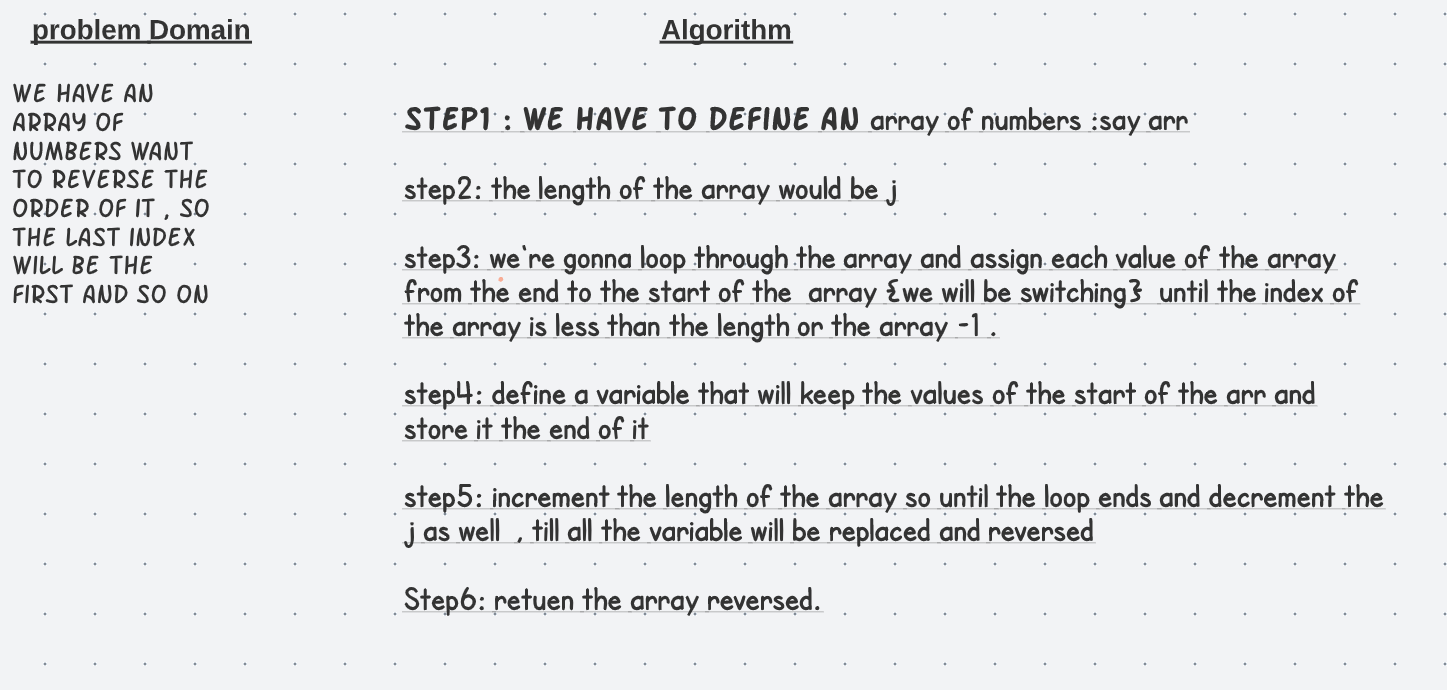 problem Domain
WE HAVE AN
ARRAY OF
NUMBERS WANT
TO REVERSE THE
ORDER OF IT , SO
THE LAST INDEX
WILL BE THE
FIRST AND SO ON
Algorithm
STEP1 : WE HAVE TO DEFINE AN array of numbers :say arr
step2: the length of the array would be j
step3: we`re gonna loop through the array and assign each value of the array
from the end to the start of the array {we will be switching} until the index of
the array is less than the length or the array -1 .
step4: define a variable that will keep the values of the start of the arr and
store it the end of it
step5: increment the length of the array so until the loop ends and decrement the
j as well , till all the variable will be replaced and reversed
Step6: retuen the array reversed.